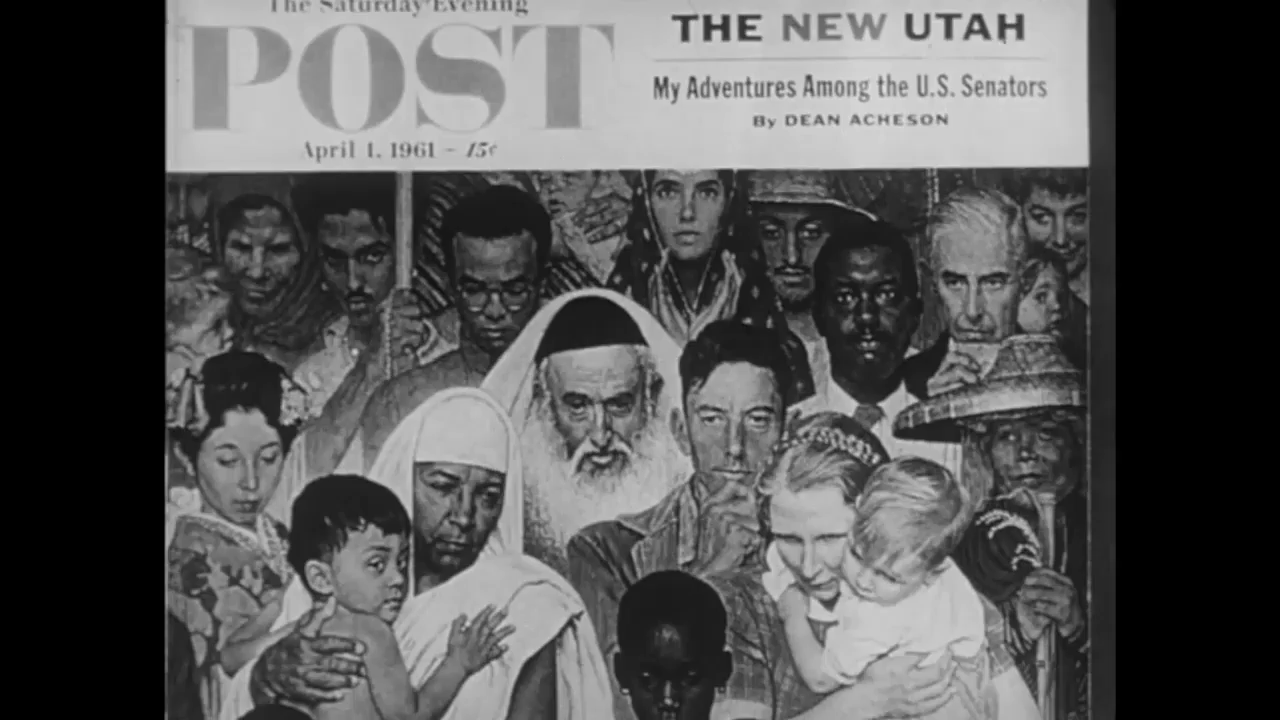 The Saturday Evening
POST
April 1, 1961 – 15¢
THE NEW UTAH
My Adventures Among the U.S. Senators
By DEAN ACHESON